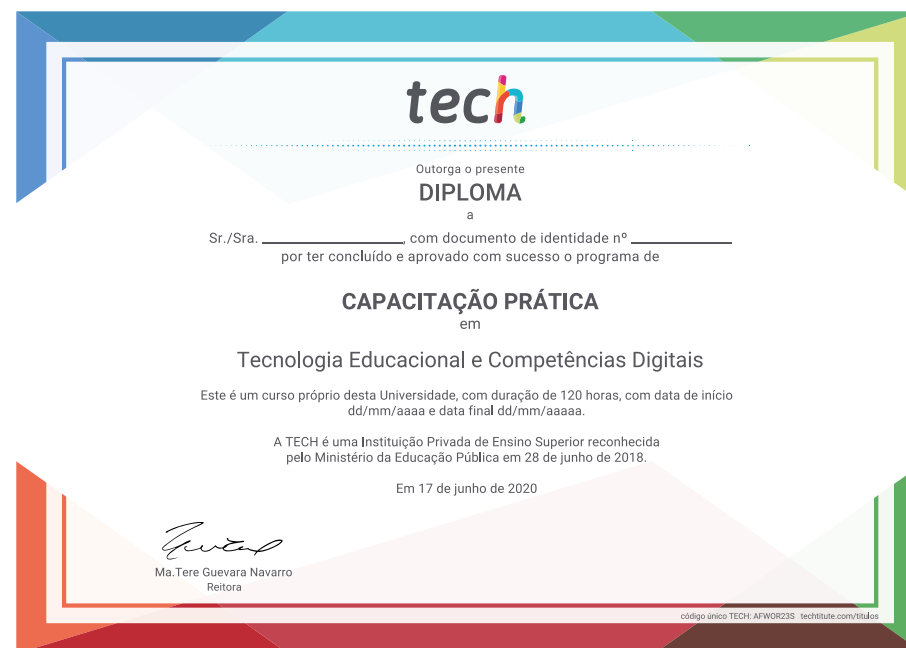 tech
Outorga o presente
DIPLOMA
a
Sr./Sra. ____________________, com documento de identidade nº ______________
por ter concluído e aprovado com sucesso o programa de
CAPACITAÇÃO PRÁTICA
em
Tecnologia Educacional e Competências Digitais
Este é um curso próprio desta Universidade, com duração de 120 horas, com data de início
dd/mm/aaaa e data final dd/mm/aaaaa.
A TECH é uma Instituição Privada de Ensino Superior reconhecida
pelo Ministério da Educação Pública em 28 de junho de 2018.
Em 17 de junho de 2020
Ma.Tere Guevara Navarro
Reitora
código único TECH: AFWOR23S techtitute.com/titulos